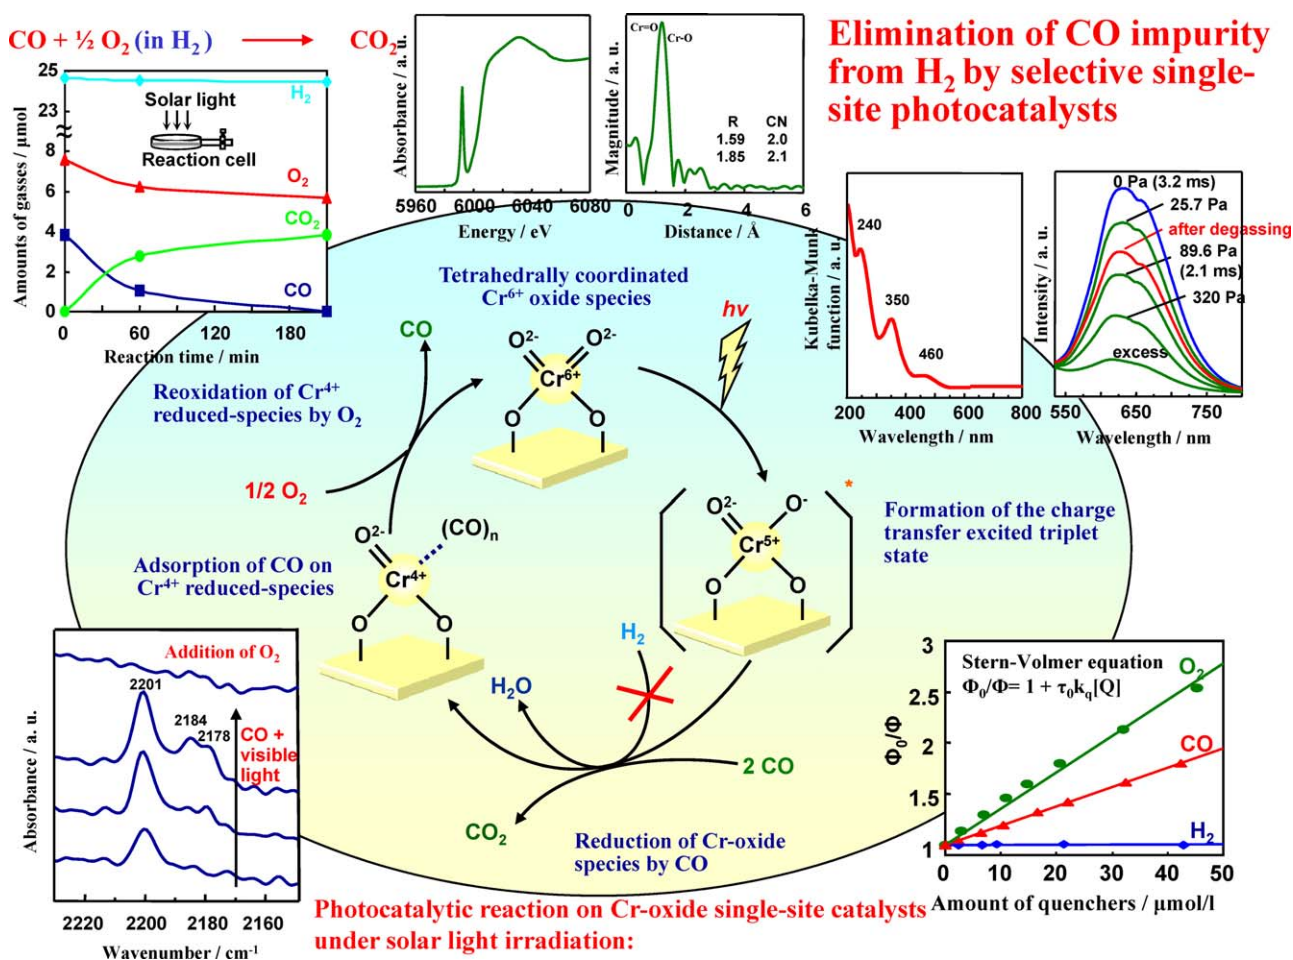 CO + ½ O₂ (in H₂) → CO₂
Elimination of CO impurity
from H₂ by selective single-
site photocatalysts
Amounts of gasses / μmol
25
23
8
6
4
2
0
Solar light
Reaction cell
H₂
O₂
CO₂
CO
0 60 120 180
Reaction time / min
Absorbance / a. u.
5960 6000 6040 6080
Energy / eV
Magnitude / a. u.
Cr=O
Cr-O
R CN
1.59 2.0
1.85 2.1
0 2 4 6
Distance / Å
Kubelka-Munk
function / a. u.
240
350
460
200 400 600 800
Wavelength / nm
Intensity / a. u.
0 Pa (3.2 ms)
25.7 Pa
after degassing
89.6 Pa
(2.1 ms)
320 Pa
excess
540 650 750
Wavelength / nm
Tetrahedrally coordinated
Cr⁶⁺ oxide species
O²⁻ O²⁻
Cr⁶⁺
O O
hν
CO
Reoxidation of Cr⁴⁺
reduced-species by O₂
1/2 O₂
*
O²⁻ O⁻
Cr⁵⁺
O O
Formation of the charge
transfer excited triplet
state
Adsorption of CO on
Cr⁴⁺ reduced-species
O²⁻ (CO)ₙ
Cr⁴⁺
O O
H₂
H₂O
2 CO
CO₂
Reduction of Cr-oxide
species by CO
Absorbance / a. u.
Addition of O₂
2201
2184
2178
CO +
visible
light
2220 2200 2180 2160
Wavenumber / cm⁻¹
Φ₀/Φ
3
2.5
2
1.5
1
Stern-Volmer equation
Φ₀/Φ= 1 + τ₀k_q[Q]
O₂
CO
H₂
0 10 20 30 40 50
Amount of quenchers / μmol/l
Photocatalytic reaction on Cr-oxide single-site catalysts
under solar light irradiation: